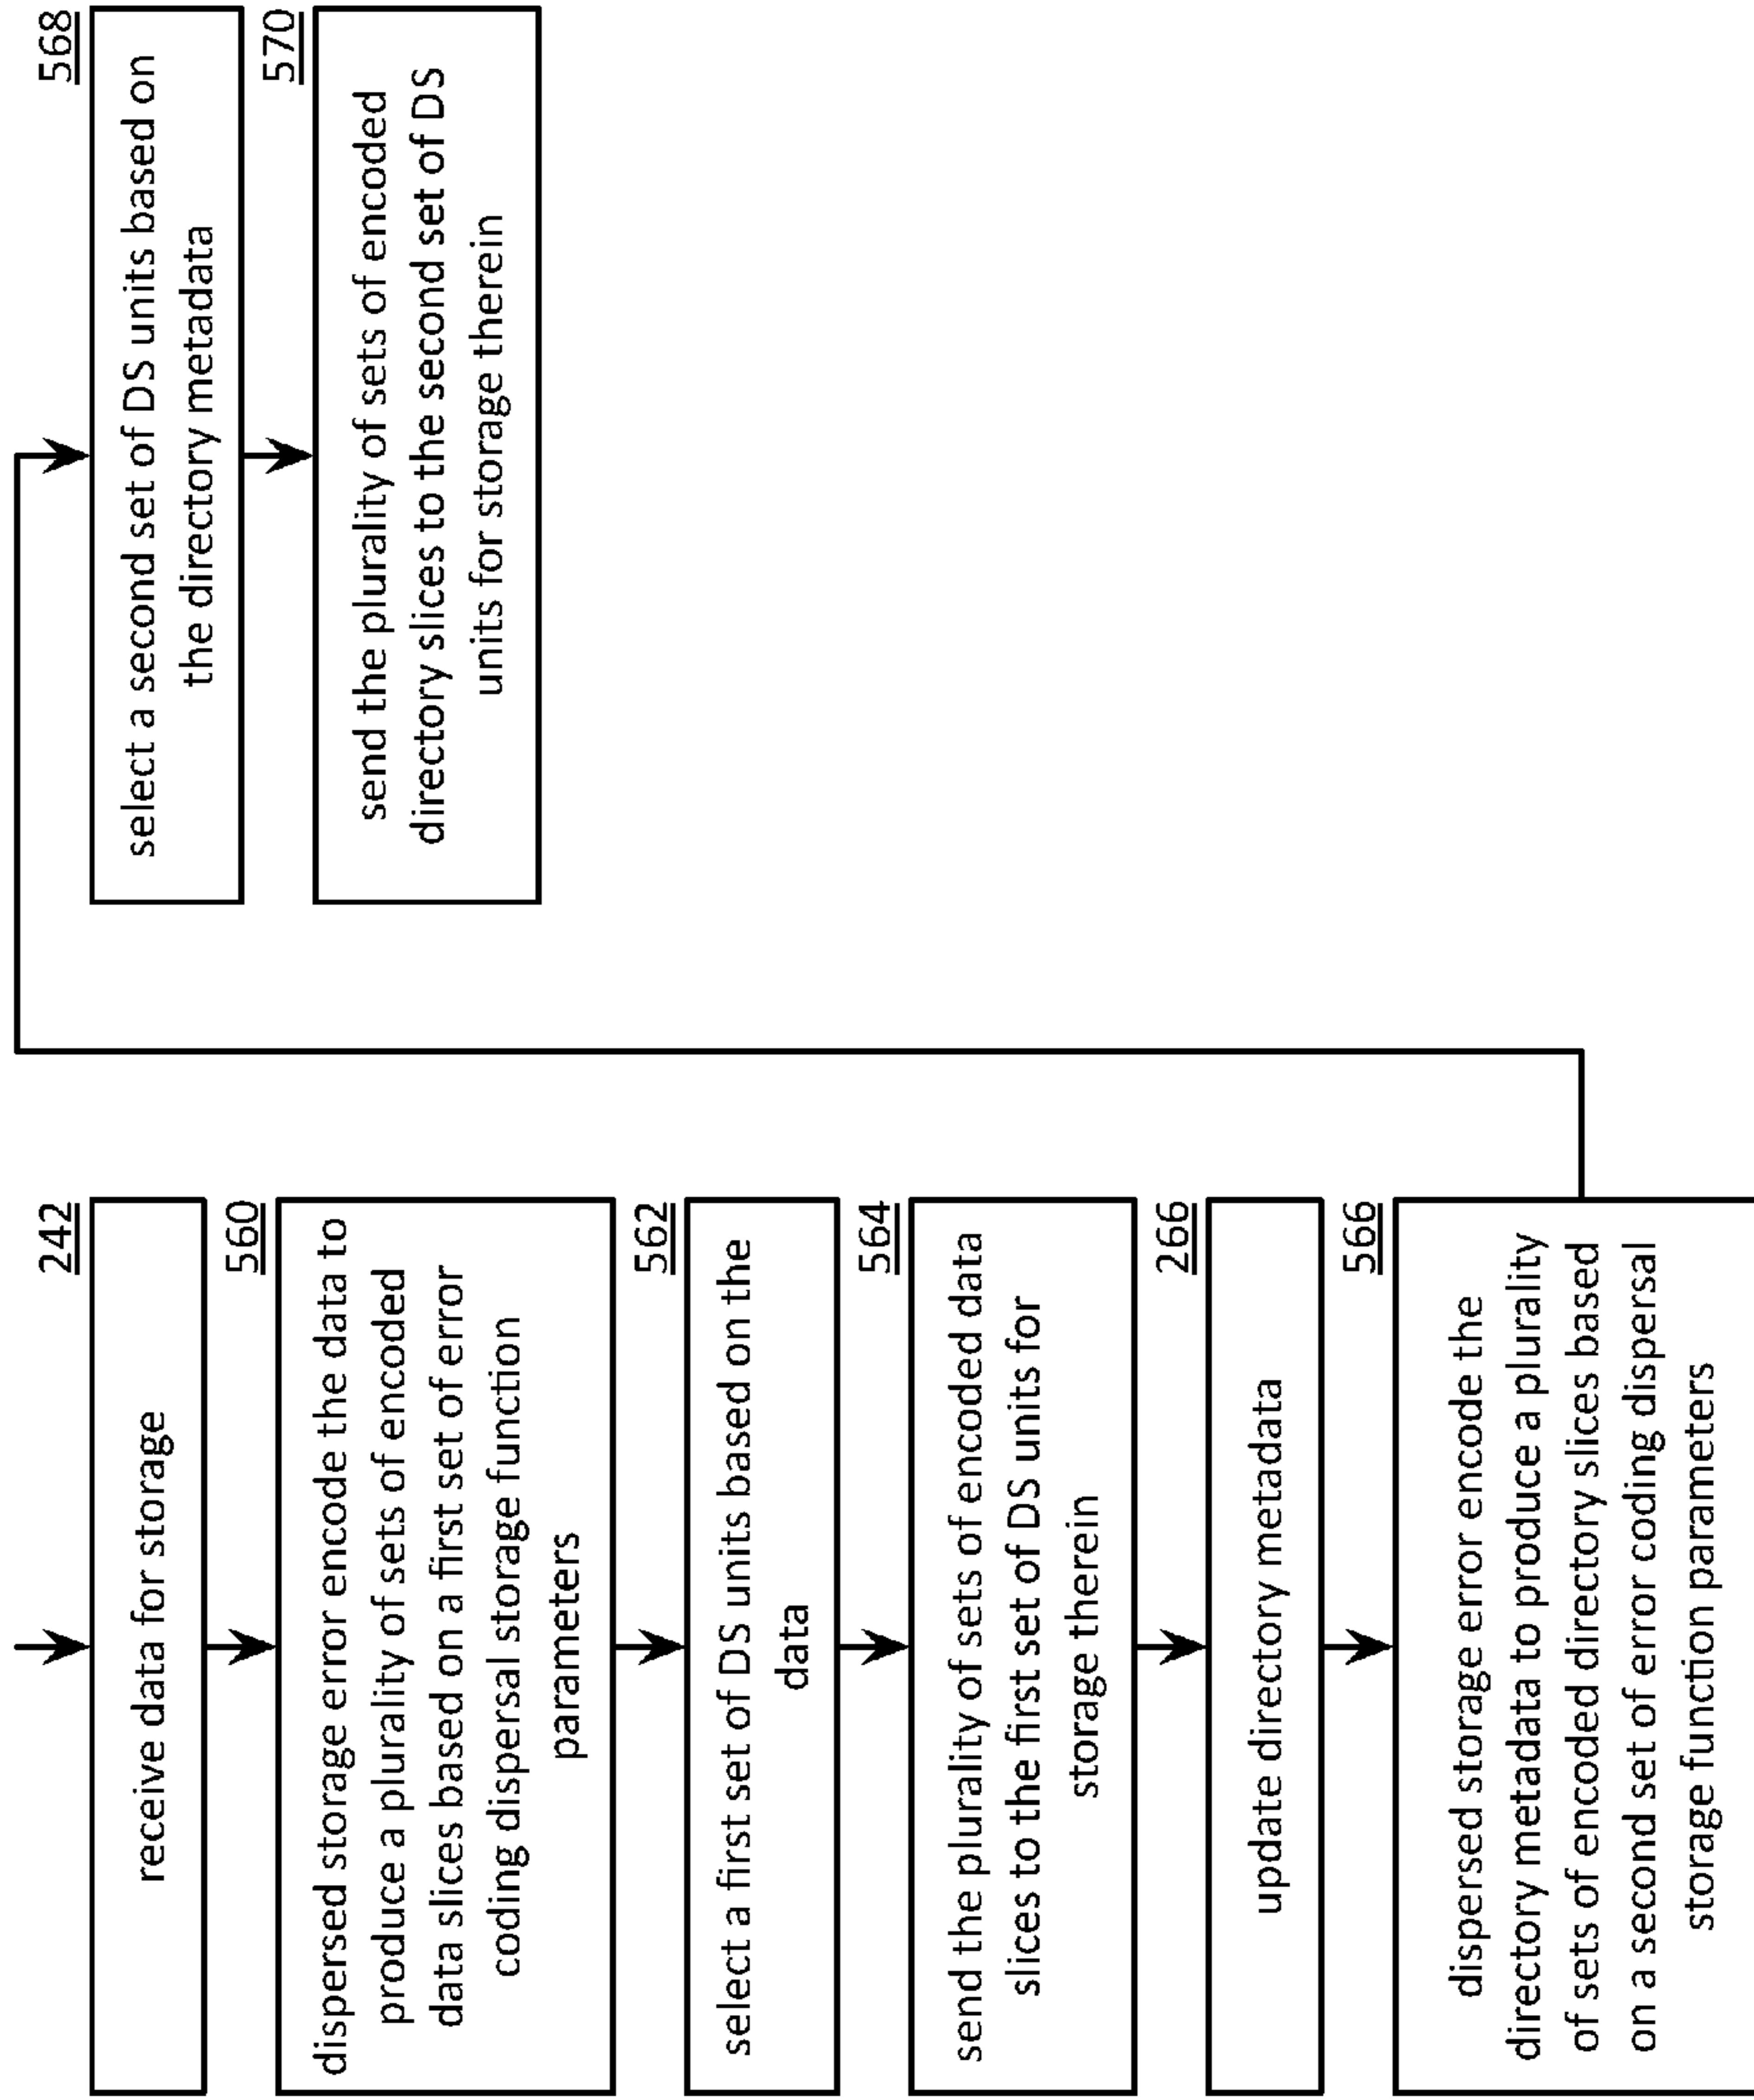 242
receive data for storage
560
dispersed storage error encode the data to
produce a plurality of sets of encoded
data slices based on a first set of error
coding dispersal storage function
parameters
562
select a first set of DS units based on the
data
564
send the plurality of sets of encoded data
slices to the first set of DS units for
storage therein
266
update directory metadata
566
dispersed storage error encode the
directory metadata to produce a plurality
of sets of encoded directory slices based
on a second set of error coding dispersal
storage function parameters
568
select a second set of DS units based on
the directory metadata
570
send the plurality of sets of encoded
directory slices to the second set of DS
units for storage therein